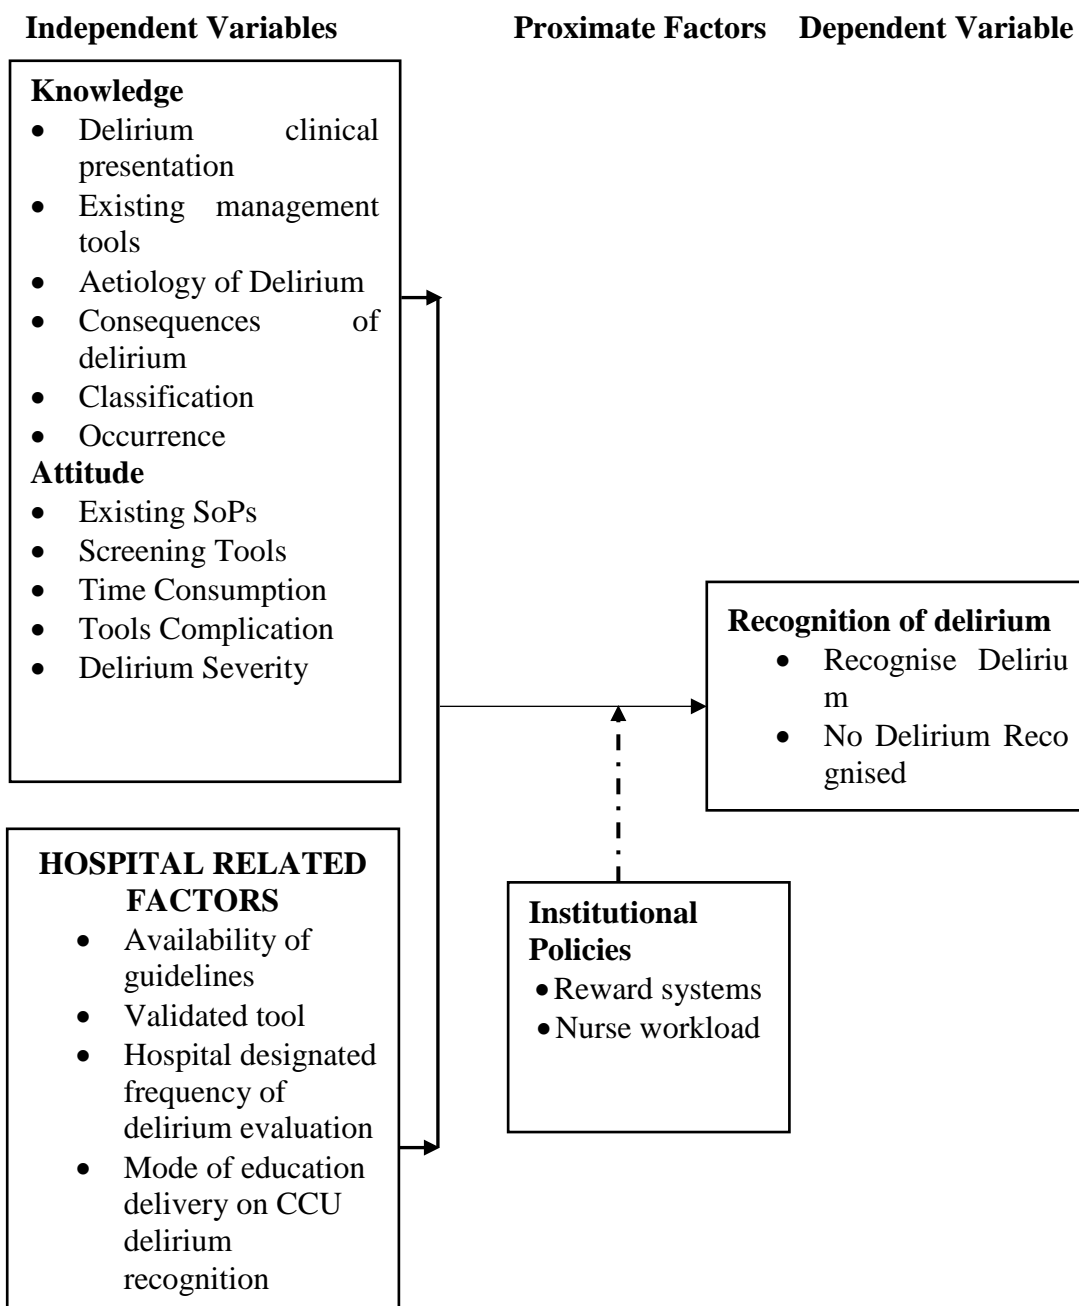 Independent Variables Proximate Factors Dependent Variable
Knowledge
• Delirium clinical
presentation
• Existing management
tools
• Aetiology of Delirium
• Consequences of
delirium
• Classification
• Occurrence
Attitude
• Existing SoPs
• Screening Tools
• Time Consumption
• Tools Complication
• Delirium Severity
HOSPITAL RELATED
FACTORS
• Availability of
guidelines
• Validated tool
• Hospital designated
frequency of
delirium evaluation
• Mode of education
delivery on CCU
delirium
recognition
Institutional
Policies
• Reward systems
• Nurse workload
Recognition of delirium
• Recognise Deliriu
m
• No Delirium Reco
gnised